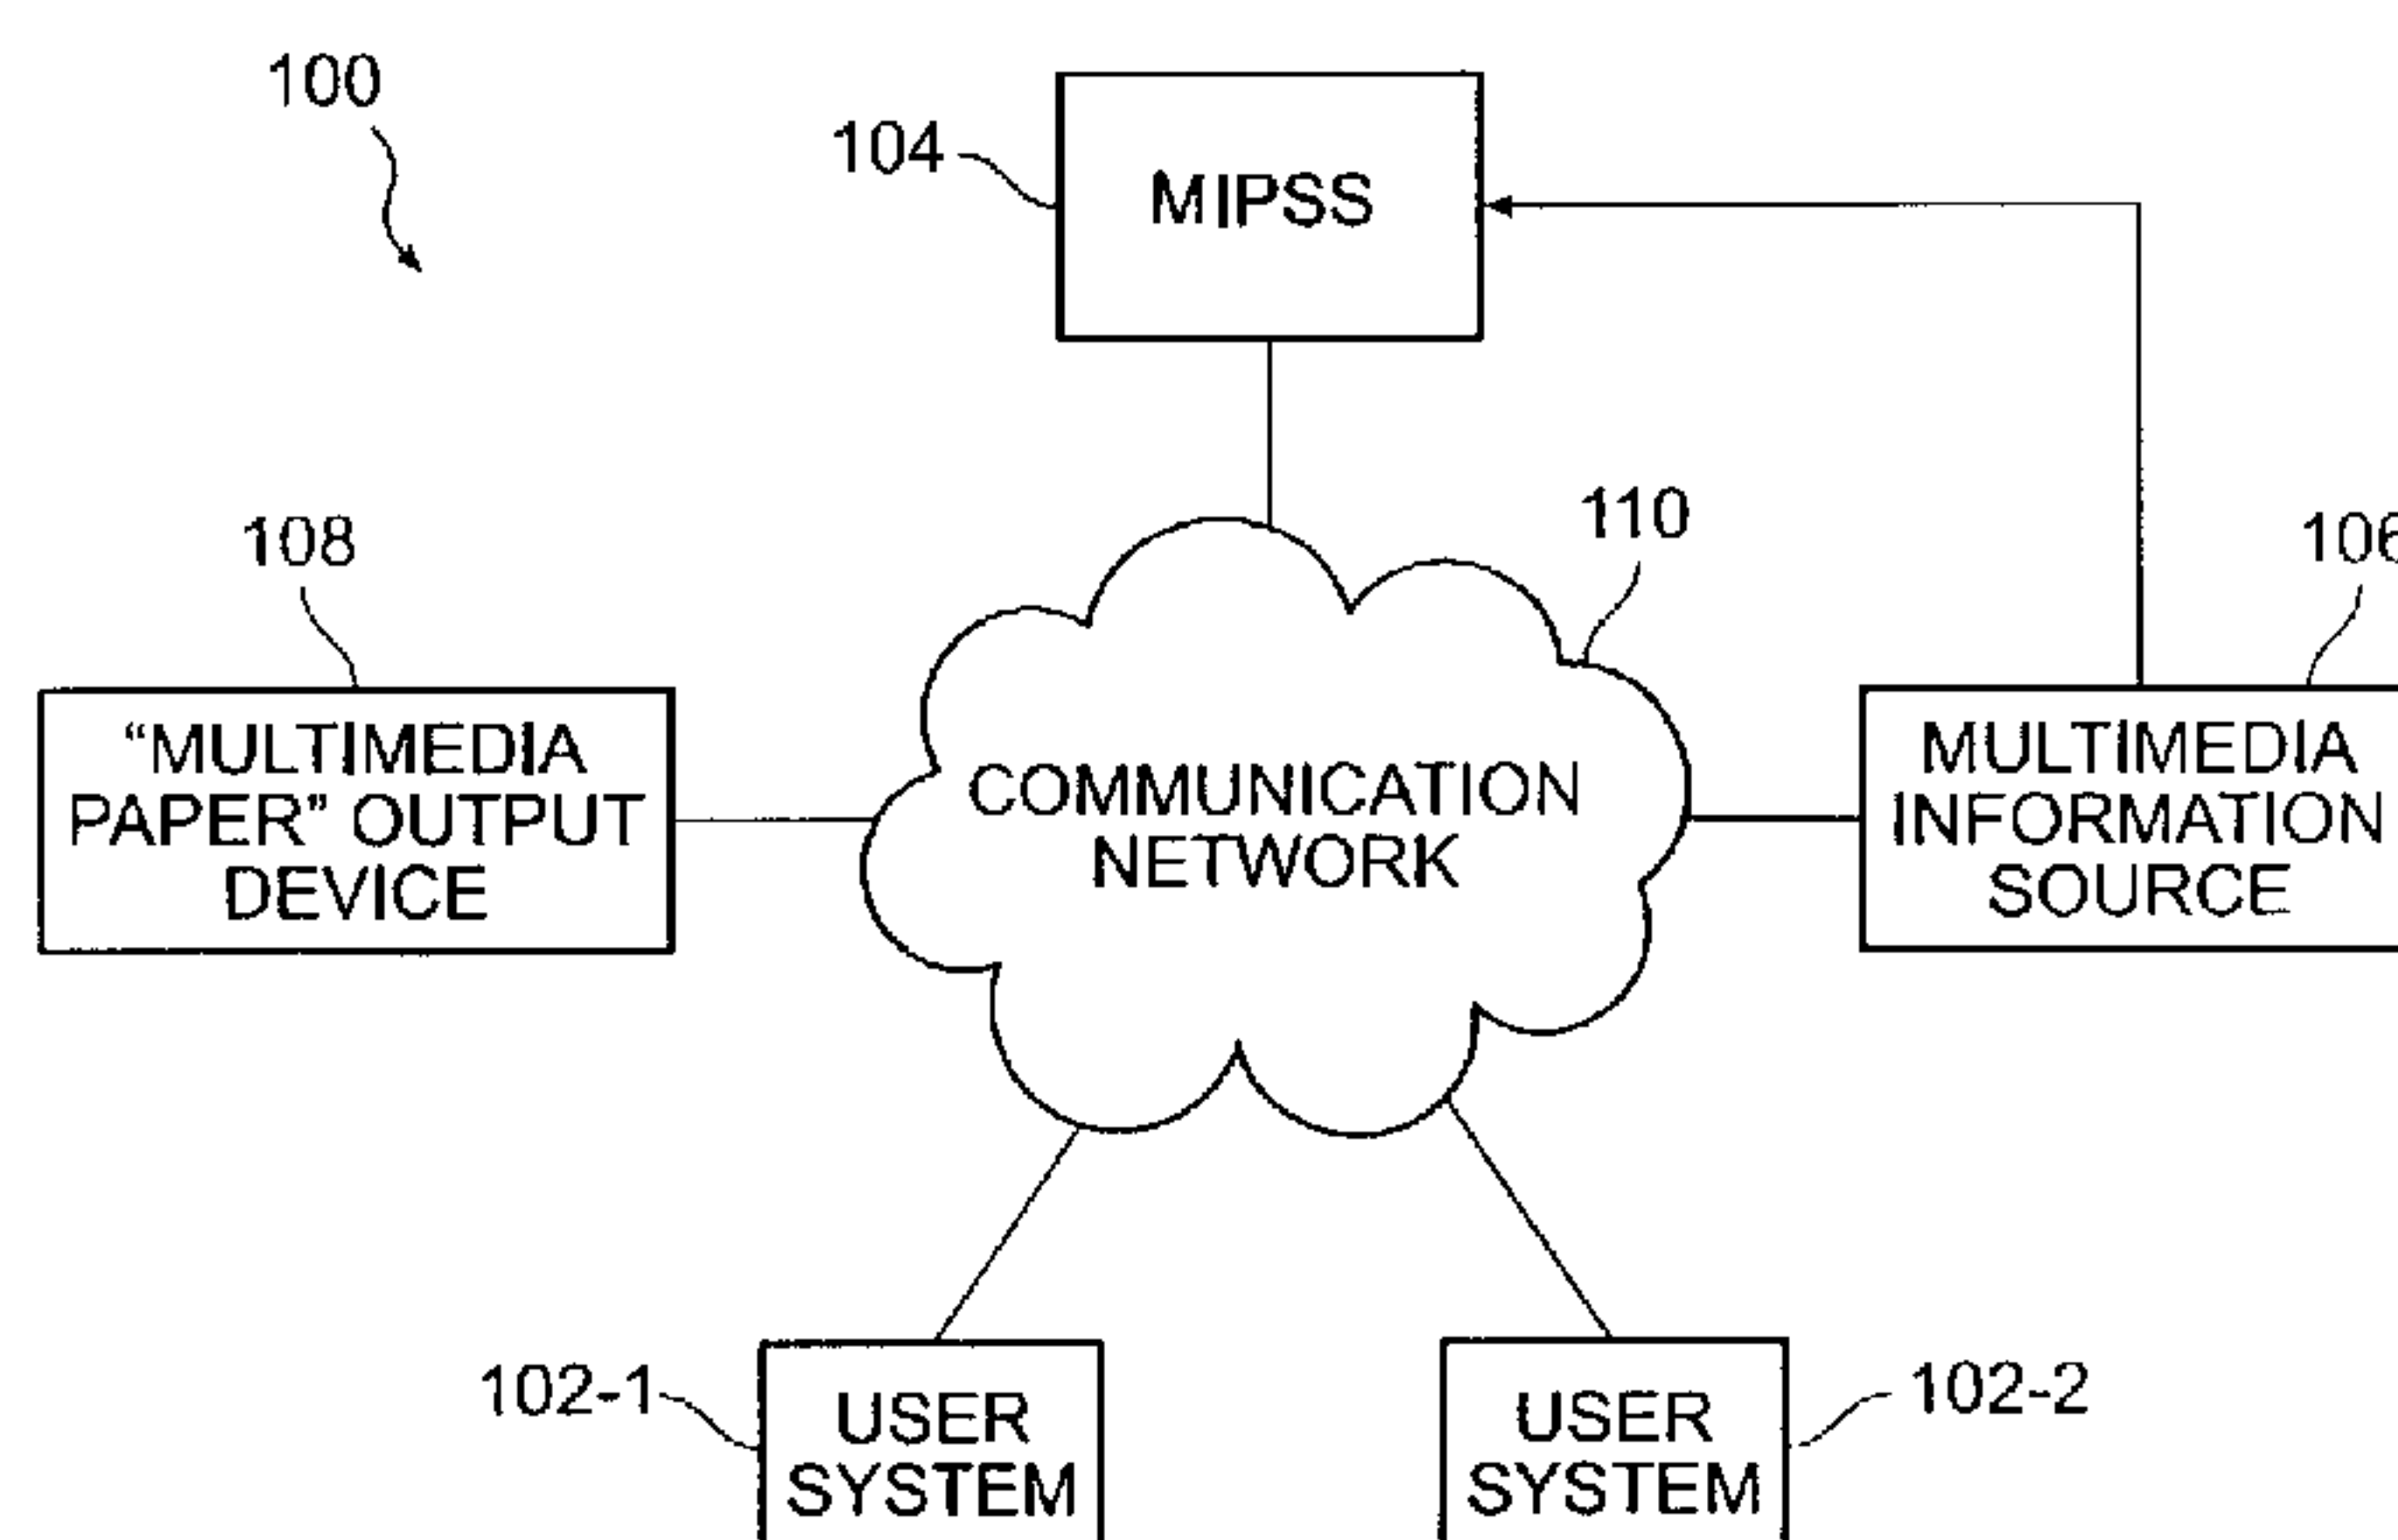 100
104
MIPSS
110
108
106
“MULTIMEDIA
PAPER” OUTPUT
DEVICE
COMMUNICATION
NETWORK
MULTIMEDIA
INFORMATION
SOURCE
102-1
USER
SYSTEM
USER
SYSTEM
102-2